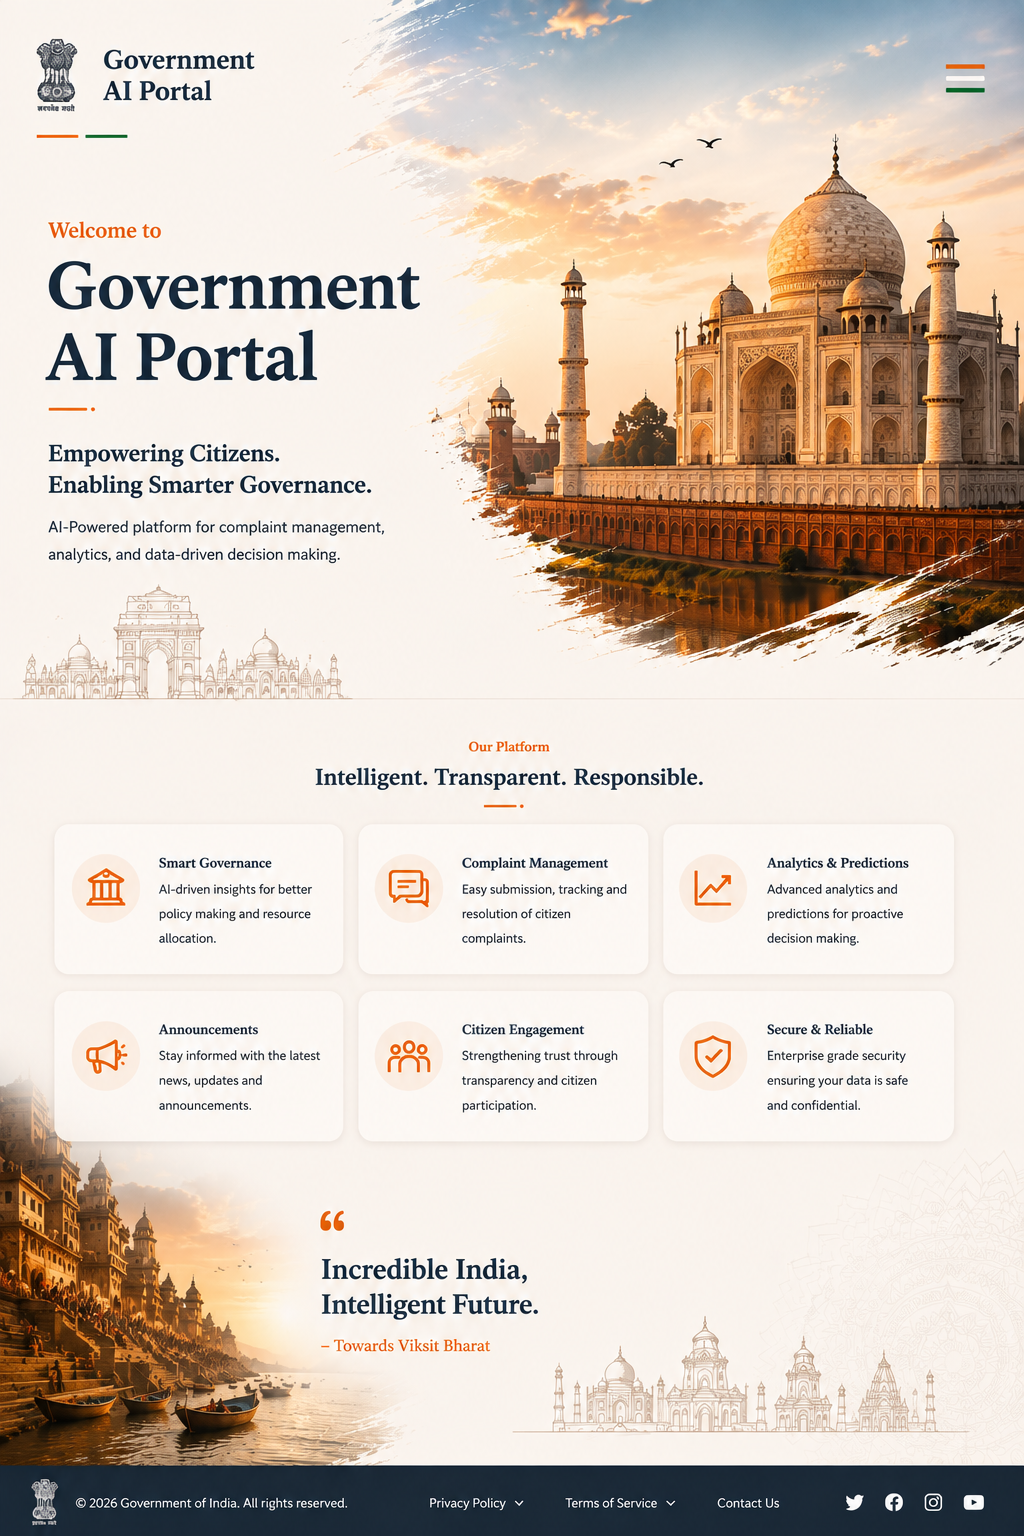 Government
AI Portal
Welcome to
Government
AI Portal
Empowering Citizens.
Enabling Smarter Governance.
AI-Powered platform for complaint management,
analytics, and data-driven decision making.
Our Platform
Intelligent. Transparent. Responsible.
Smart Governance
AI-driven insights for better
policy making and resource
allocation.
Complaint Management
Easy submission, tracking and
resolution of citizen
complaints.
Analytics & Predictions
Advanced analytics and
predictions for proactive
decision making.
Announcements
Stay informed with the latest
news, updates and
announcements.
Citizen Engagement
Strengthening trust through
transparency and citizen
participation.
Secure & Reliable
Enterprise grade security
ensuring your data is safe
and confidential.
“
Incredible India,
Intelligent Future.
– Towards Viksit Bharat
© 2026 Government of India. All rights reserved.
Privacy Policy
Terms of Service
Contact Us